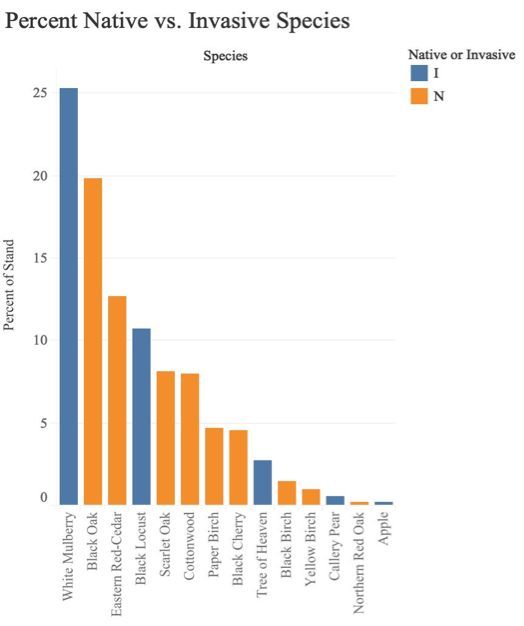 Percent Native vs. Invasive Species
Species
Native or Invasive
I
N
Percent of Stand
25
20
15
10
5
0
White Mulberry
Black Oak
Eastern Red-Cedar
Black Locust
Scarlet Oak
Cottonwood
Paper Birch
Black Cherry
Tree of Heaven
Black Birch
Yellow Birch
Callery Pear
Northern Red Oak
Apple